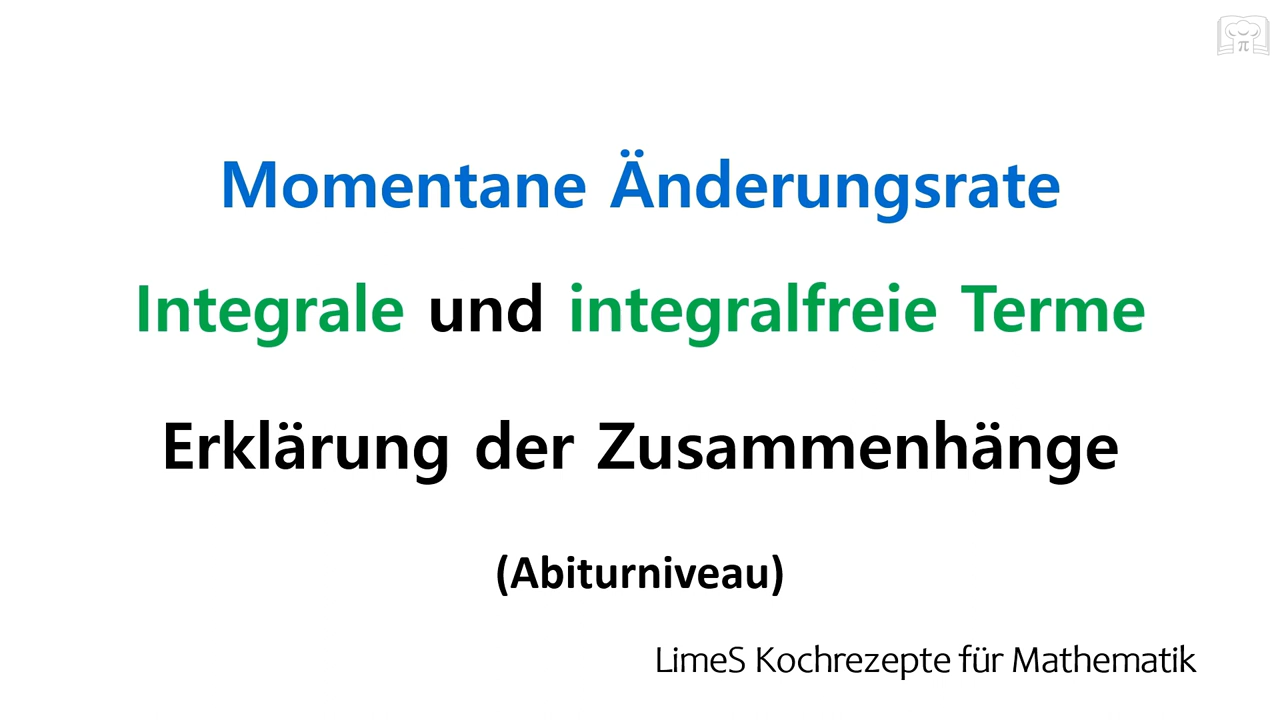 Momentane Änderungsrate
Integrale und integralfreie Terme
Erklärung der Zusammenhänge
(Abiturniveau)
LimeS Kochrezepte für Mathematik
π